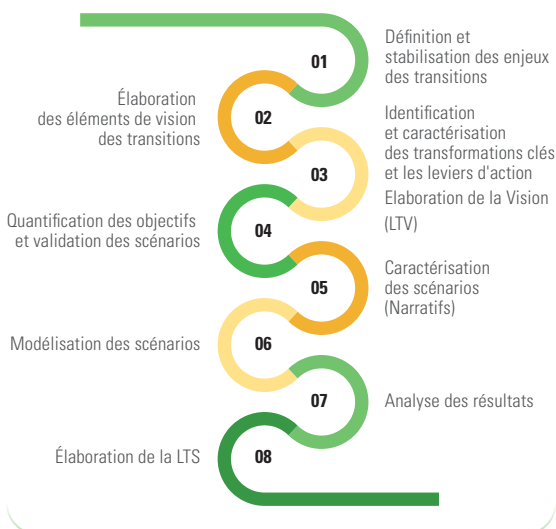 01
Définition et
stabilisation des enjeux
des transitions
Élaboration
des éléments de vision
des transitions
02
03
Identification
et caractérisation
des transformations clés
et les leviers d'action
Elaboration de la Vision
(LTV)
Quantification des objectifs
et validation des scénarios
04
05
Caractérisation
des scénarios
(Narratifs)
Modélisation des scénarios
06
07
Analyse des résultats
Élaboration de la LTS
08